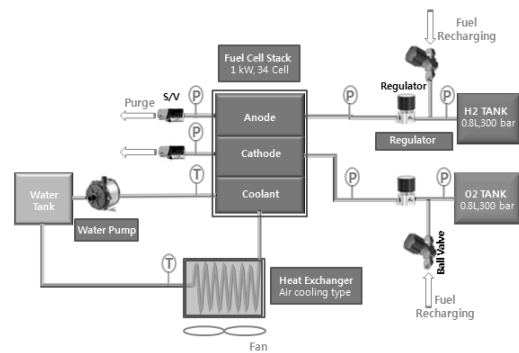 Fuel
Recharging
Fuel Cell Stack
1 kW, 34 Cell
S/V
Purge
P
P
P
P
Regulator
Anode
H2 TANK
0.8L,300 bar
Regulator
P
Cathode
T
P
P
Coolant
O2 TANK
0.8L,300 bar
Water
Tank
Water Pump
Ball Valve
T
Heat Exchanger
Air cooling type
Fuel
Recharging
Fan